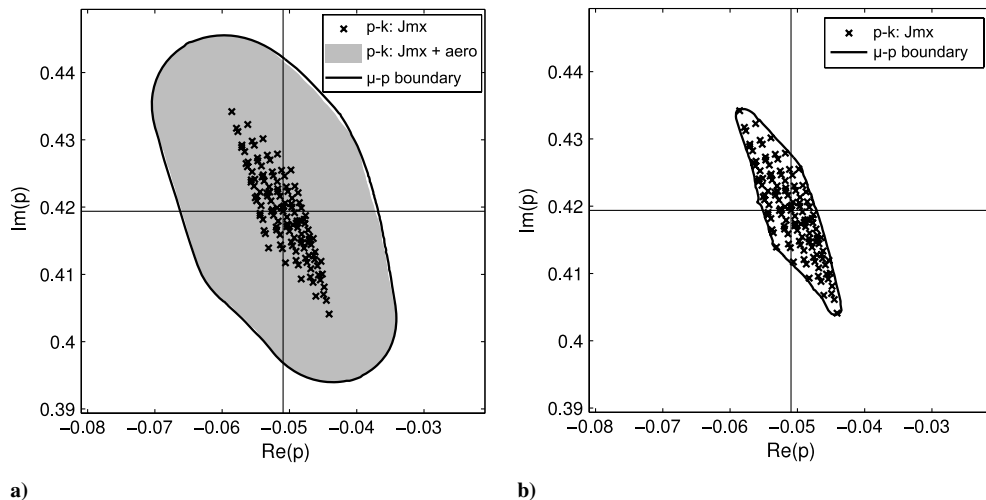 p-k: Jmx
p-k: Jmx + aero
μ-p boundary
0.44
0.43
0.42
0.41
0.4
0.39
Im(p)
−0.08
−0.07
−0.06
−0.05
−0.04
−0.03
Re(p)
a)
p-k: Jmx
μ-p boundary
0.44
0.43
0.42
0.41
0.4
0.39
Im(p)
−0.08
−0.07
−0.06
−0.05
−0.04
−0.03
Re(p)
b)